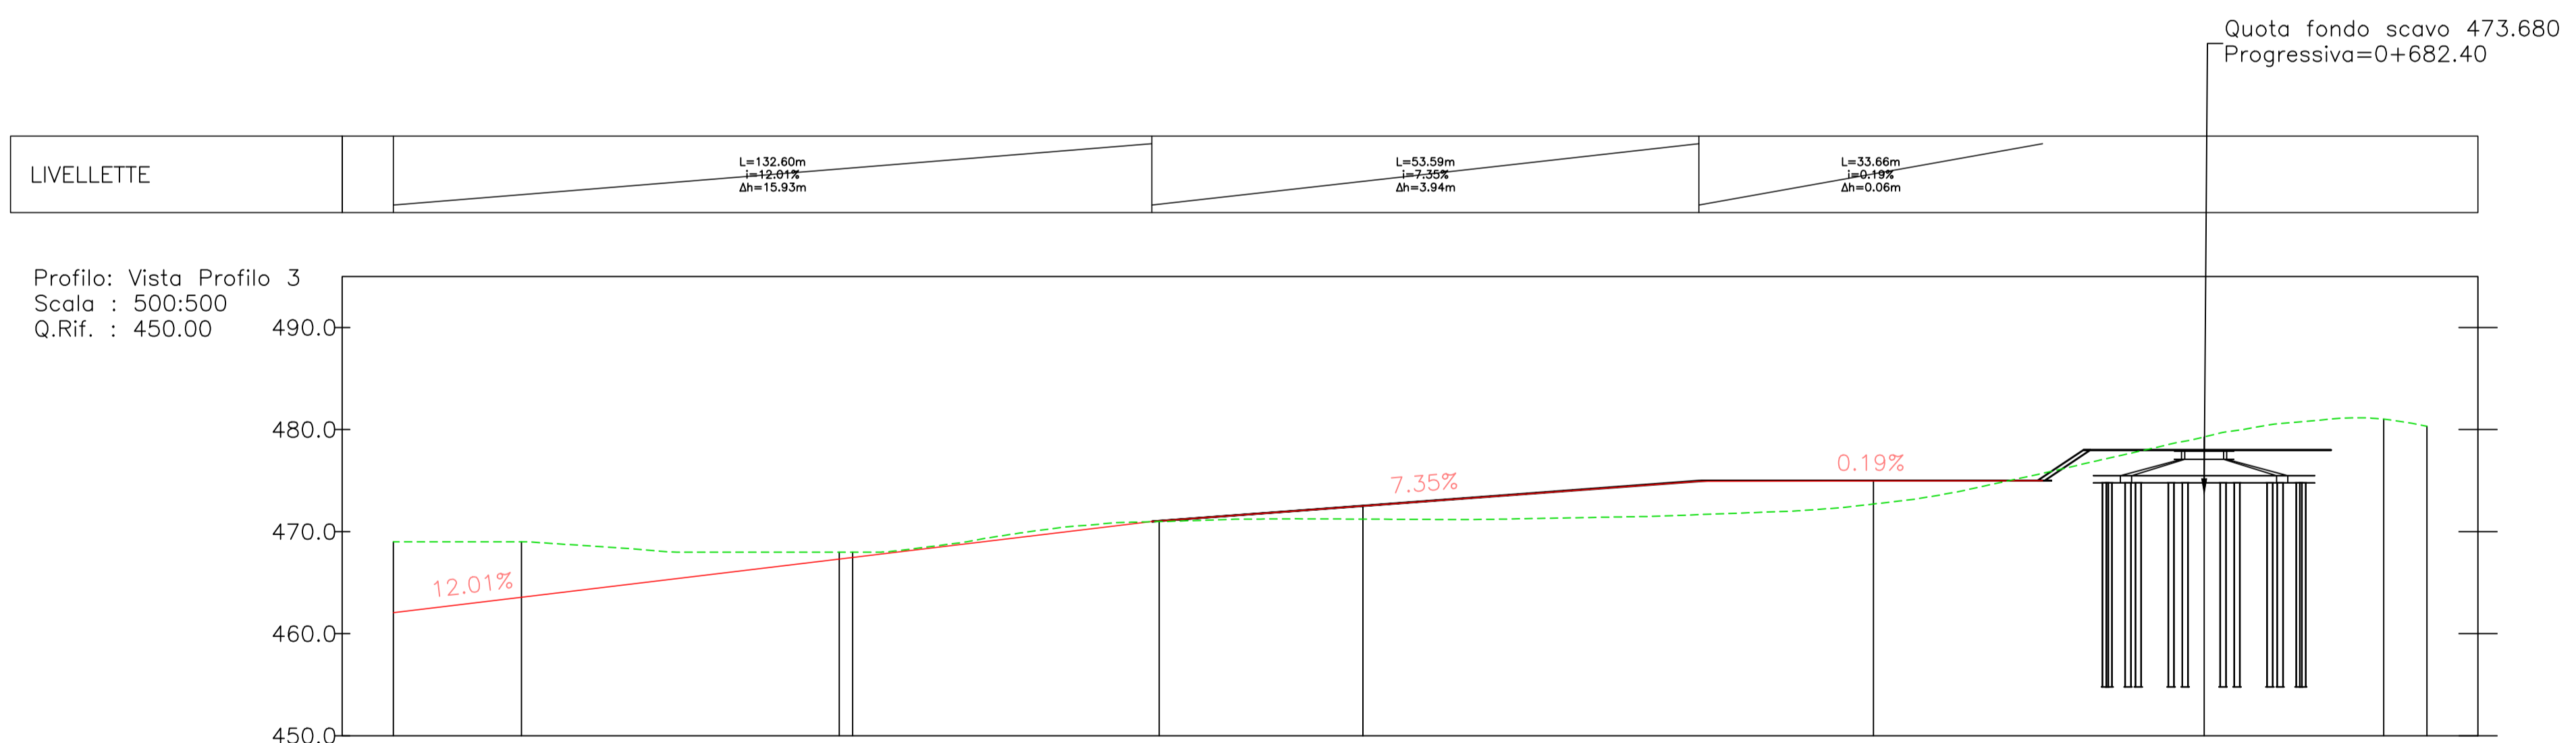 Quota fondo scavo 473.680
Progressiva=0+682.40
LIVELLETTE
L=132.60m
i=12.01%
Δh=15.93m
L=53.59m
i=7.35%
Δh=3.94m
L=33.66m
i=0.19%
Δh=0.06m
Profilo: Vista Profilo 3
Scala : 500:500
Q.Rif. : 450.00
490.0
480.0
470.0
460.0
450.0
12.01%
7.35%
0.19%